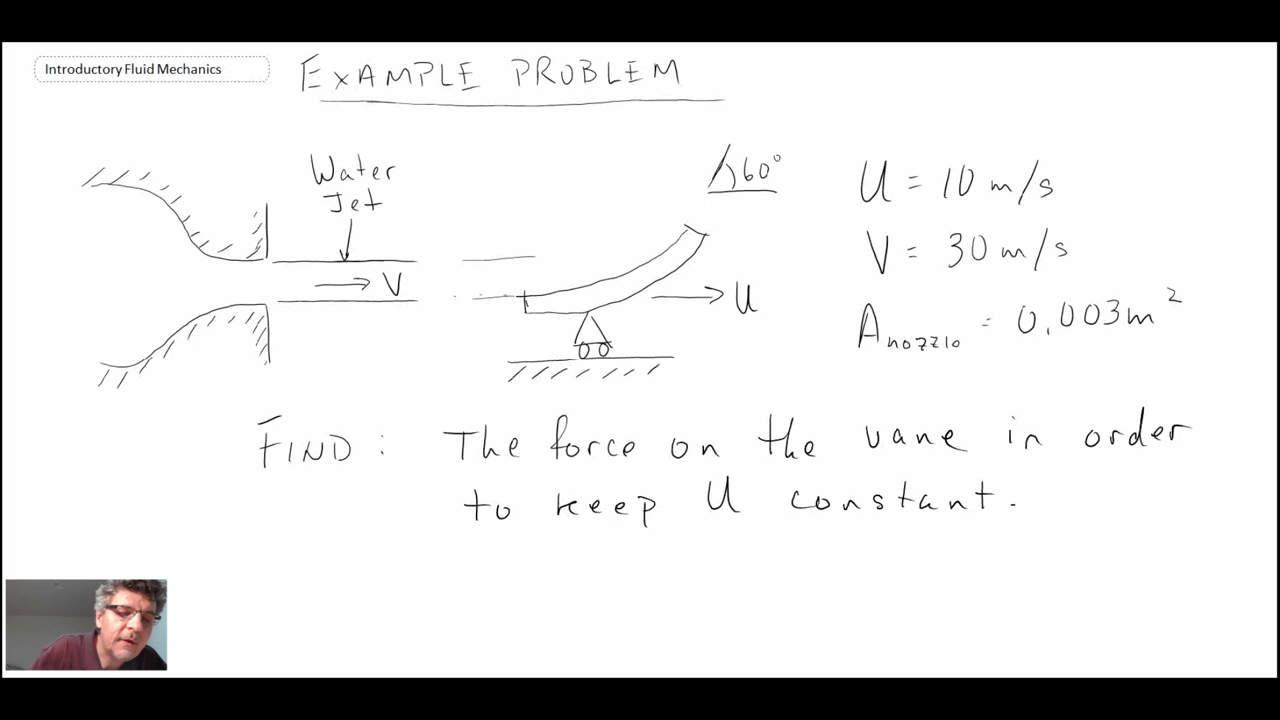 Introductory Fluid Mechanics
EXAMPLE PROBLEM
Water
Jet
60°
V
U
U = 10 m/s
V = 30 m/s
Anozzle = 0.003m²
FIND: The force on the vane in order
to keep U constant.